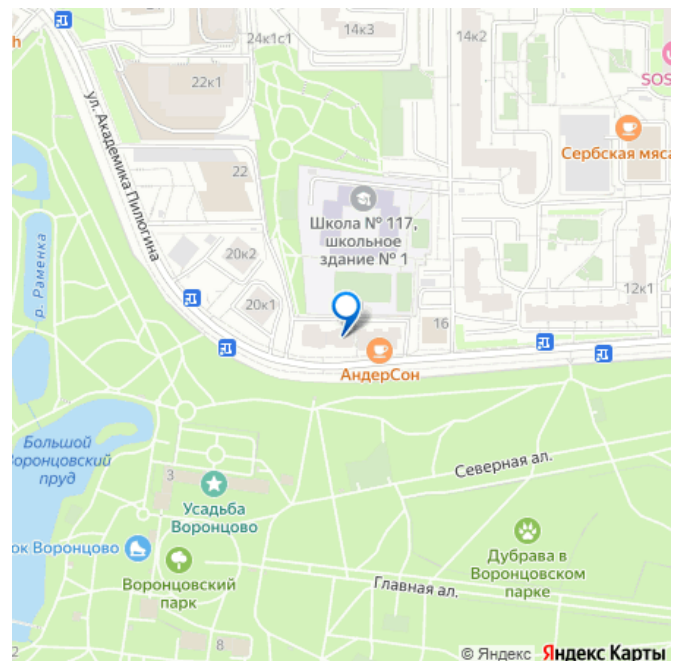 24к1с1
14к3
14к2
h
22к1
SOS
Сербская мяса
ул. Академика Пилюгина
22
Школа № 117,
школьное
здание № 1
р. Раменка
20к2
12к1
20к1
16
АндерСон
Большой
Воронцовский
пруд
Северная ал.
3
Усадьба
Воронцово
ок Воронцово
Дубрава в
Воронцовском
парке
Воронцовский
парк
Главная ал.
2
8
© Яндекс Яндекс Карты